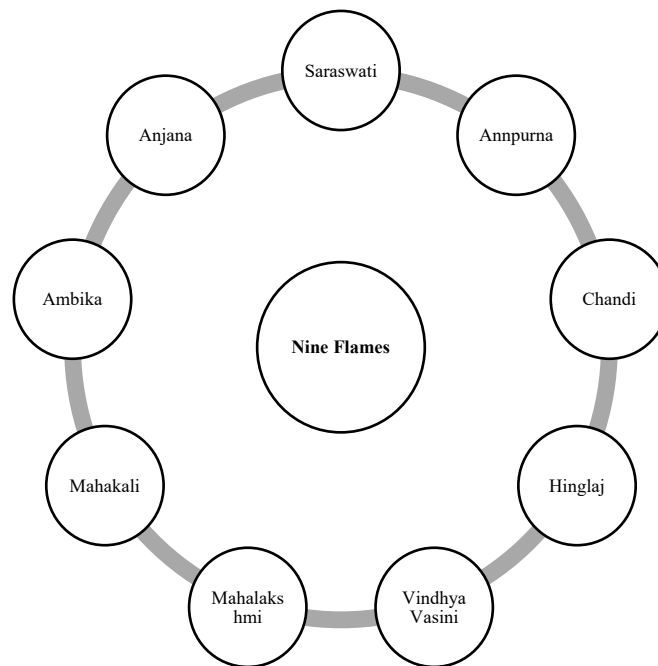 Saraswati
Annpurna
Chandi
Hinglaj
Vindhya
Vasini
Mahalaks
hmi
Mahakali
Ambika
Anjana
Nine Flames